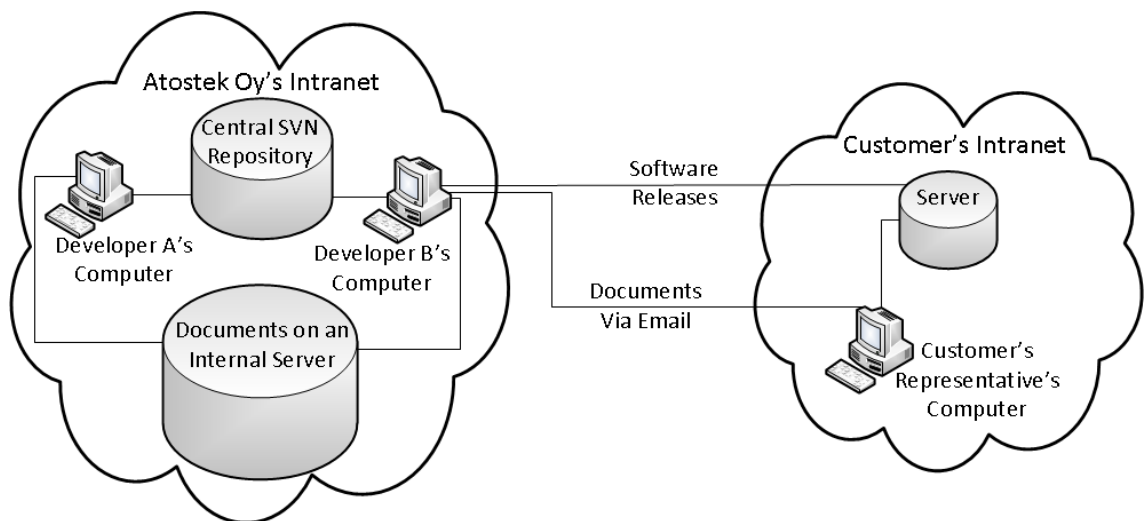 Atostek Oy's Intranet
Central SVN
Repository
Developer A's
Computer
Developer B's
Computer
Documents on an
Internal Server
Software
Releases
Documents
Via Email
Customer's Intranet
Server
Customer's
Representative's
Computer